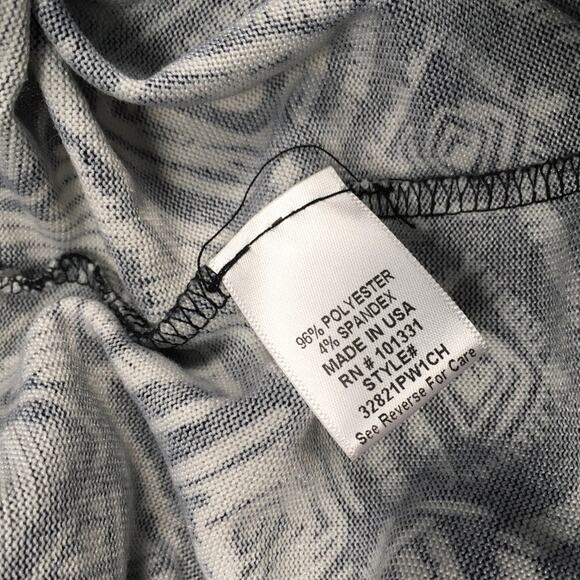 96% POLYESTER
4% SPANDEX
MADE IN USA
RN # 101331
STYLE#
32821PW1CH
See Reverse For Care